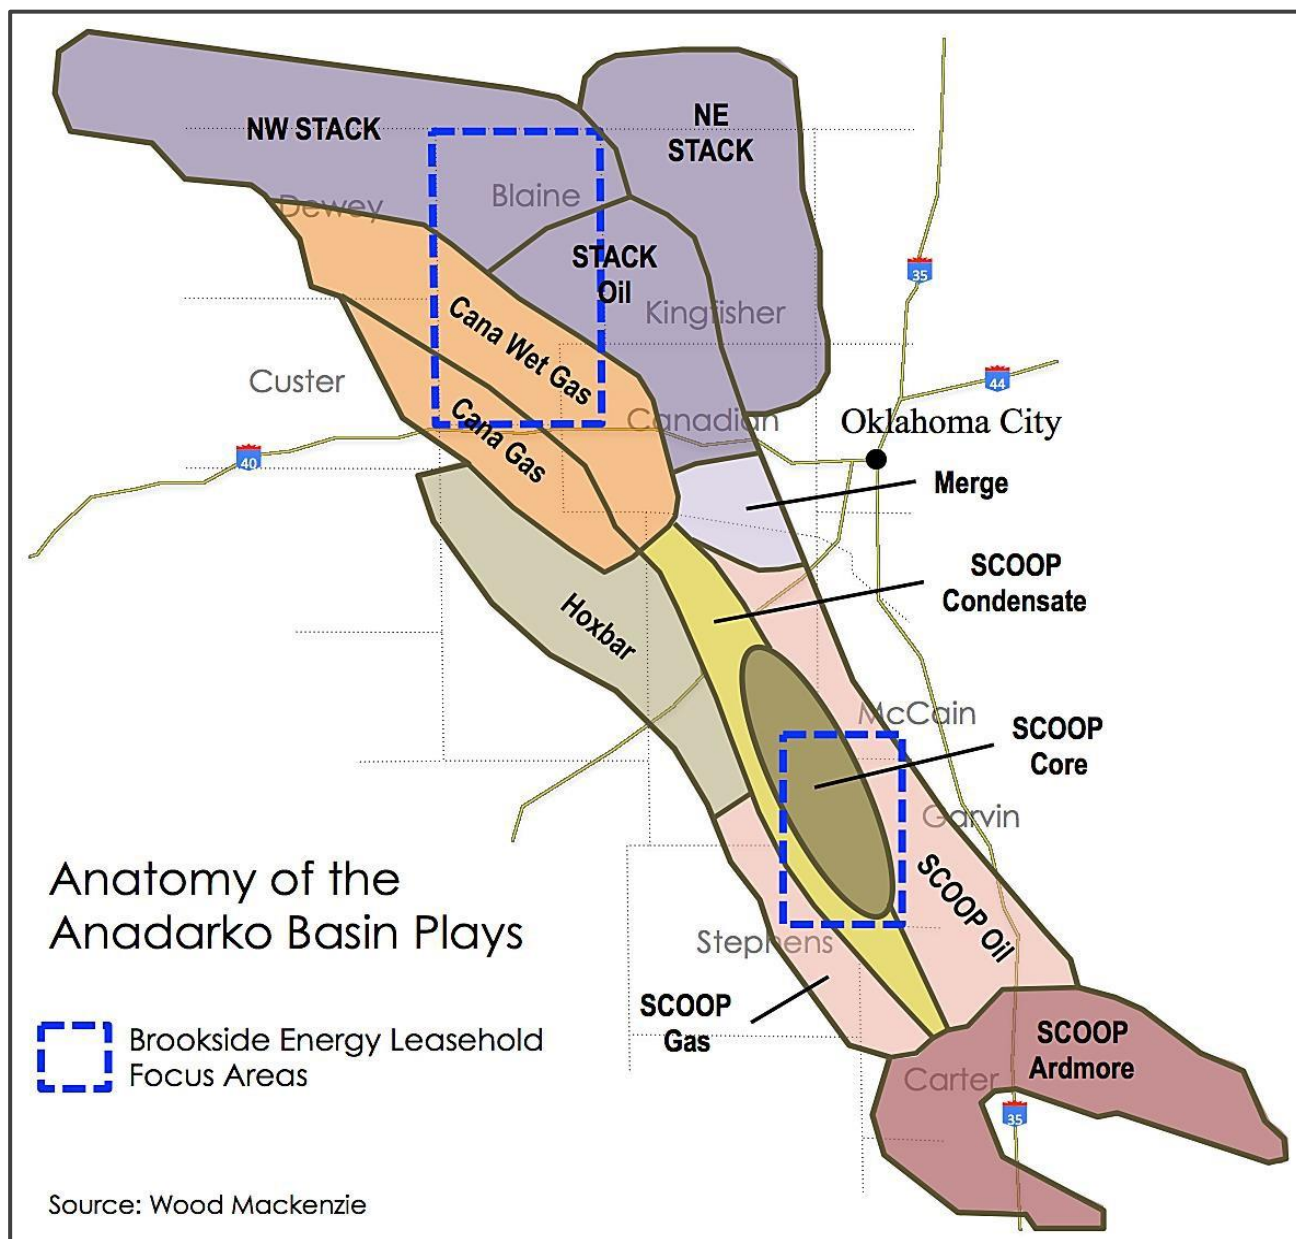 NW STACK
NE
STACK
Dewey
Blaine
STACK
Oil
35
Kingfisher
Cana Wet Gas
Custer
44
Canadian
Oklahoma City
Cana Gas
40
Merge
SCOOP
Condensate
Hoxbar
McCain
SCOOP
Core
Garvin
SCOOP Oil
Anatomy of the
Anadarko Basin Plays
Stephens
SCOOP
Gas
Brookside Energy Leasehold
Focus Areas
SCOOP
Ardmore
Carter
35
Source: Wood Mackenzie